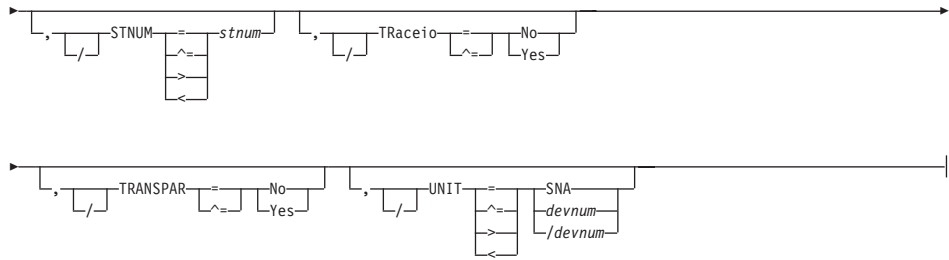 , / STNUM = stnum , / TRaceio = No
^= ^= Yes
>
<
, / TRANSPAR = No , / UNIT = SNA
^= Yes ^= devnum
> /devnum
<